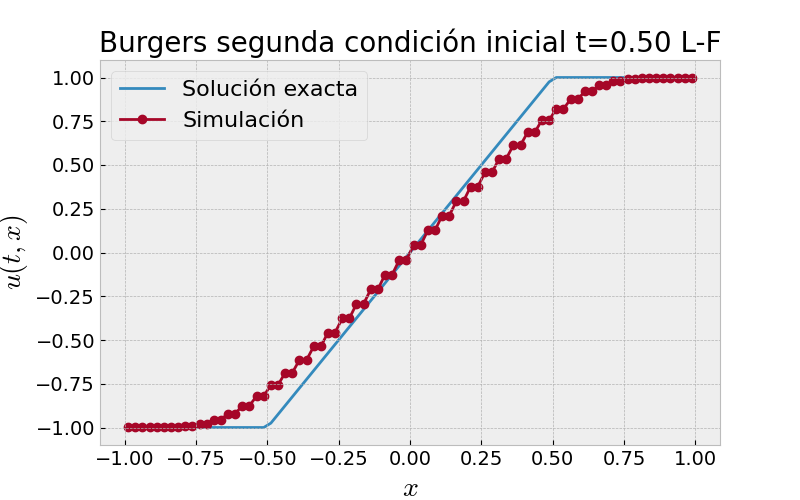 Burgers segunda condición inicial t=0.50 L-F
Solución exacta
Simulación
1.00
0.75
0.50
0.25
0.00
−0.25
−0.50
−0.75
−1.00
u(t, x)
−1.00 −0.75 −0.50 −0.25 0.00 0.25 0.50 0.75 1.00
x